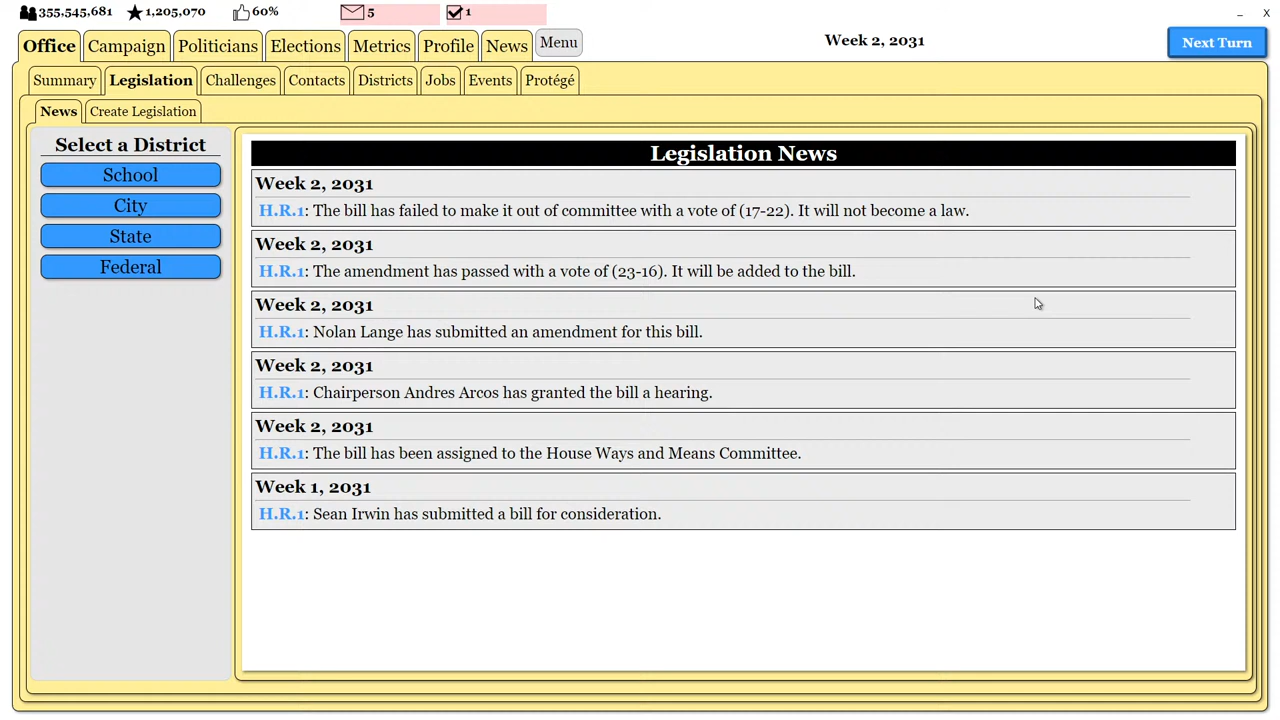 355,545,681 1,205,070 60% 5 1 _ X
Office Campaign Politicians Elections Metrics Profile News Menu Week 2, 2031 Next Turn
Summary Legislation Challenges Contacts Districts Jobs Events Protégé
News Create Legislation
Select a District
School
City
State
Federal
Legislation News
Week 2, 2031
H.R.1: The bill has failed to make it out of committee with a vote of (17-22). It will not become a law.
Week 2, 2031
H.R.1: The amendment has passed with a vote of (23-16). It will be added to the bill.
Week 2, 2031
H.R.1: Nolan Lange has submitted an amendment for this bill.
Week 2, 2031
H.R.1: Chairperson Andres Arcos has granted the bill a hearing.
Week 2, 2031
H.R.1: The bill has been assigned to the House Ways and Means Committee.
Week 1, 2031
H.R.1: Sean Irwin has submitted a bill for consideration.